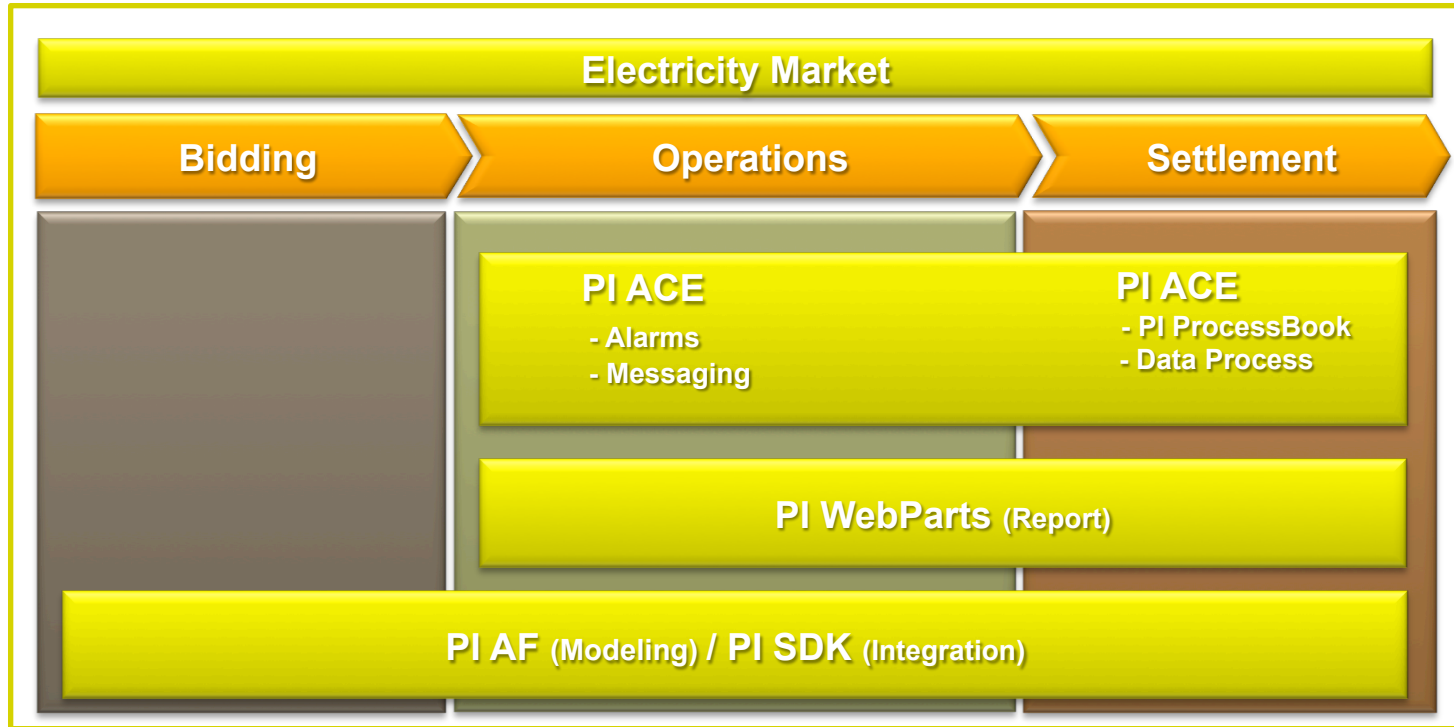 Electricity Market
Bidding
Operations
Settlement
PI ACE
- Alarms
- Messaging
PI ACE
- PI ProcessBook
- Data Process
PI WebParts (Report)
PI AF (Modeling) / PI SDK (Integration)